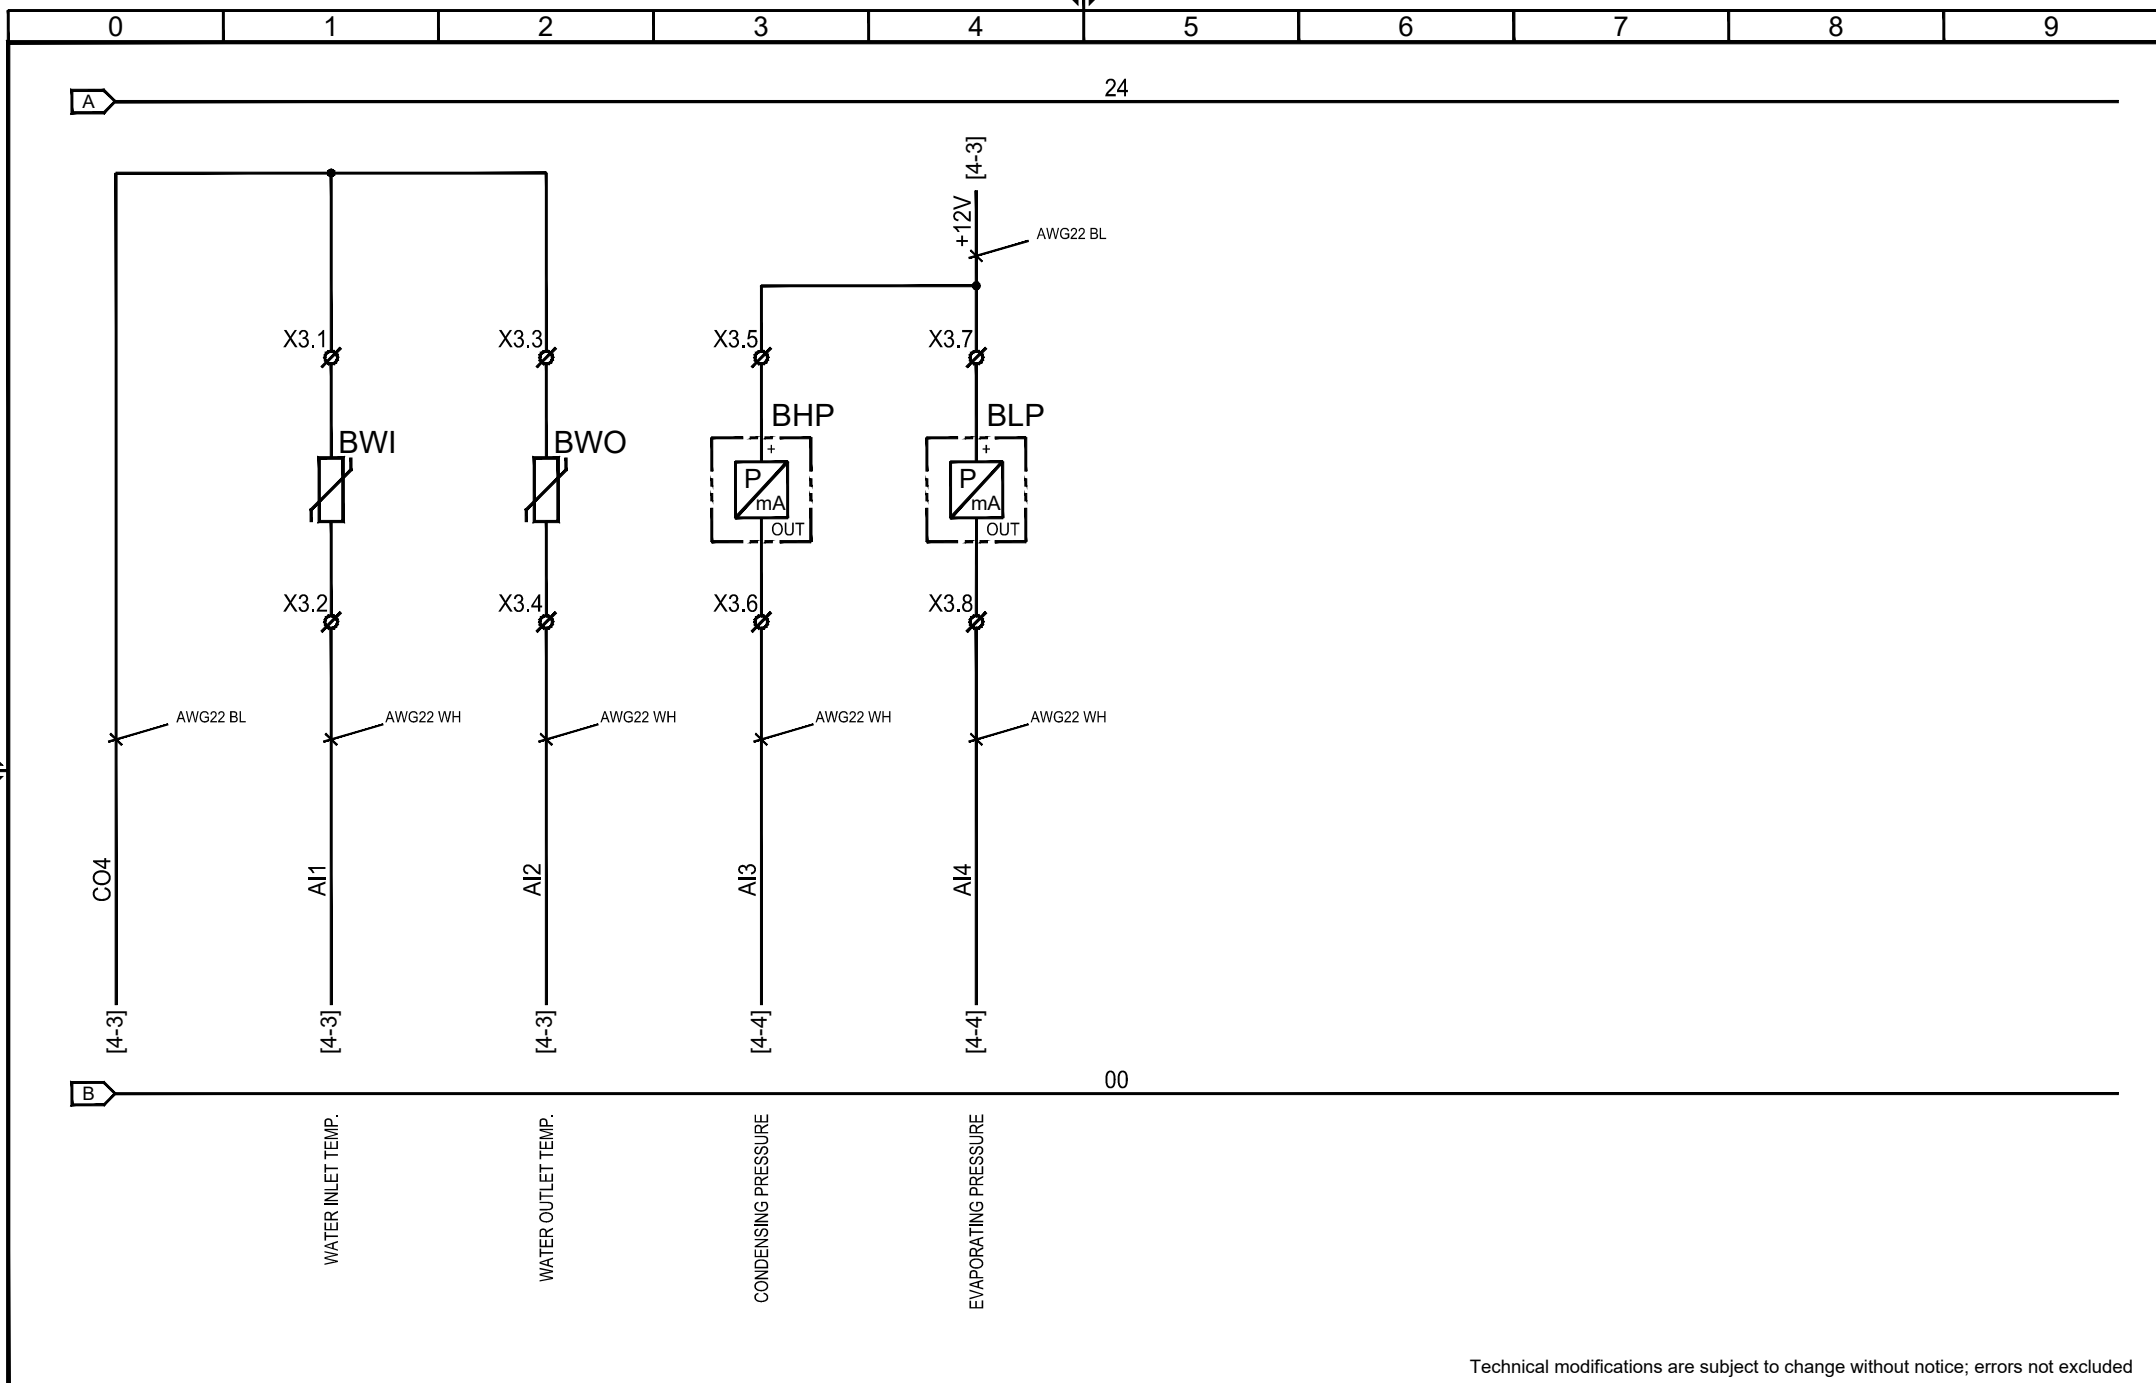 0 1 2 3 4 5 6 7 8 9
24
A
[4-3]
+12V
AWG22 BL
X3.1 X3.3 X3.5 X3.7
BHP BLP
BWI BWO
+ +
P P
mA mA
OUT OUT
X3.2 X3.4 X3.6 X3.8
AWG22 BL AWG22 WH AWG22 WH AWG22 WH AWG22 WH
CO4 AI1 AI2 AI3 AI4
[4-3] [4-3] [4-3] [4-4] [4-4]
00
B
WATER INLET TEMP.
WATER OUTLET TEMP.
CONDENSING PRESSURE
EVAPORATING PRESSURE
Technical modifications are subject to change without notice; errors not excluded